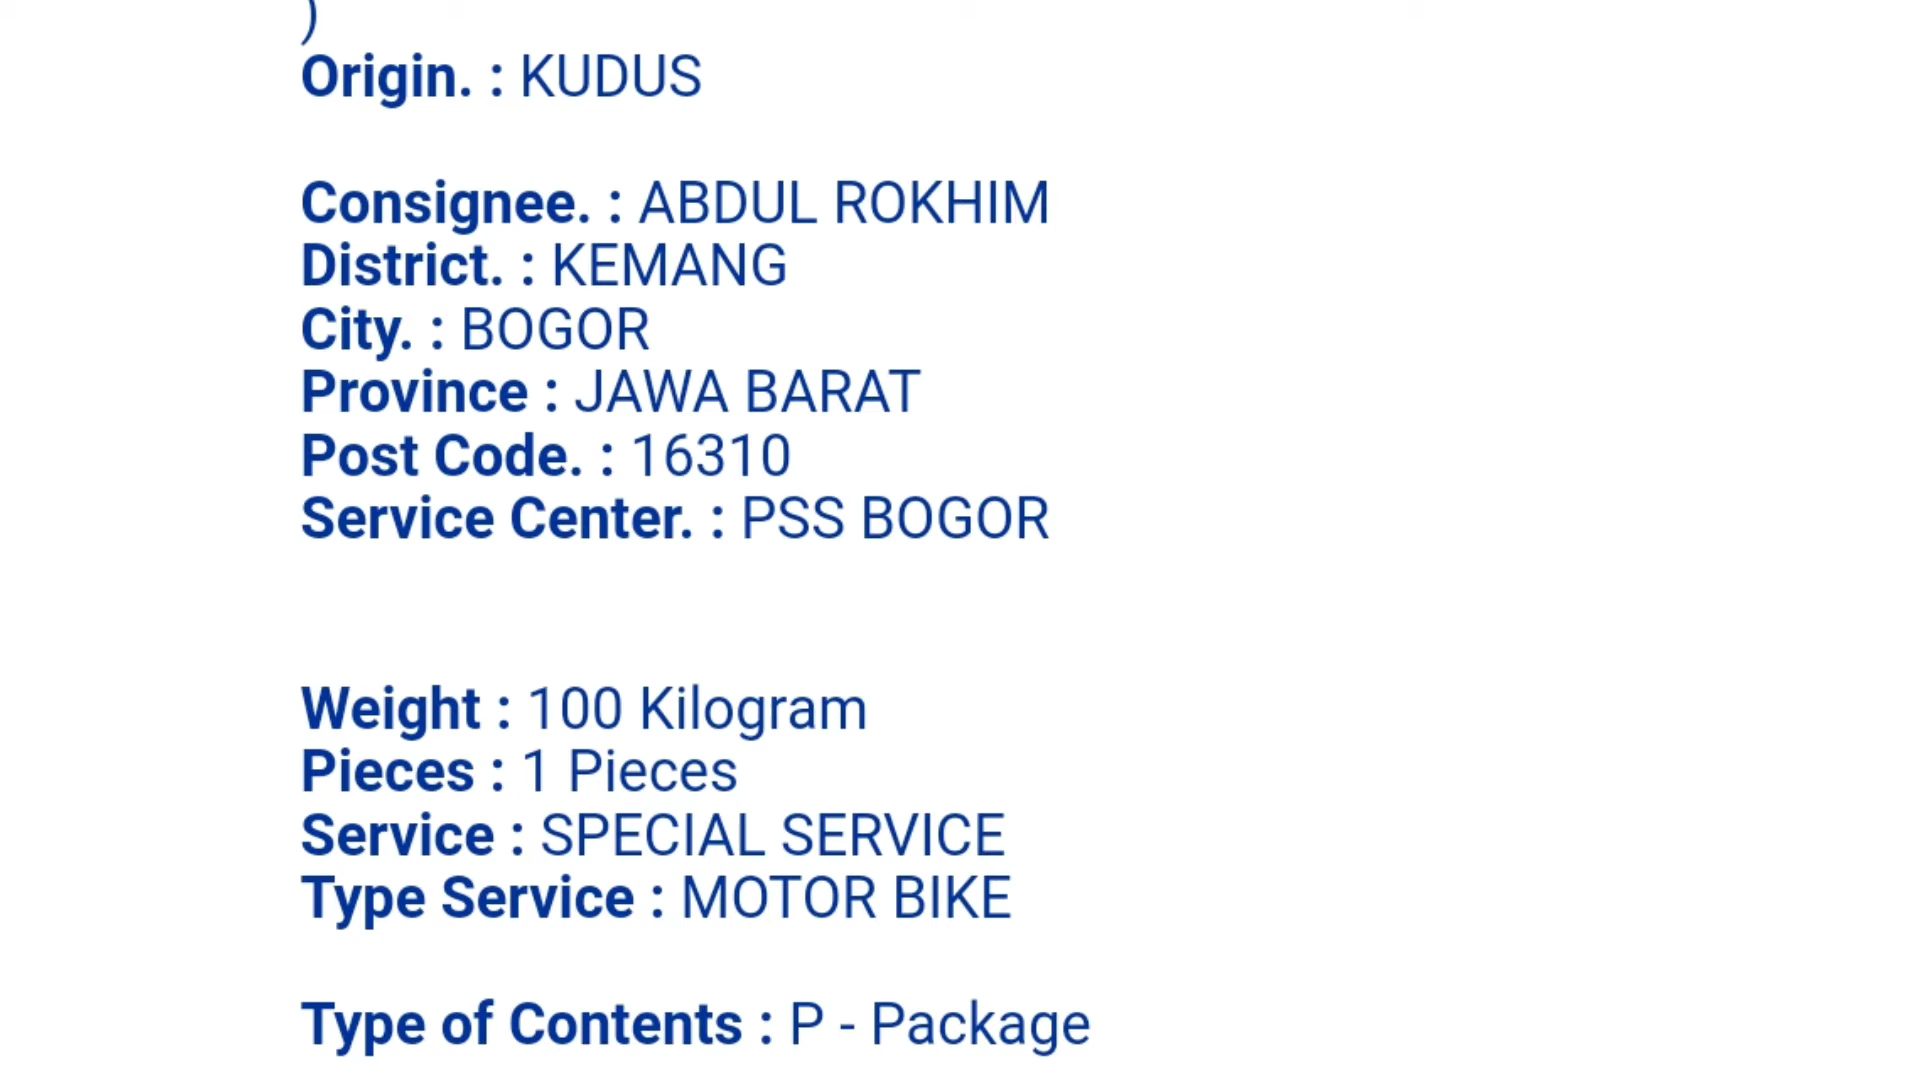 )
Origin. : KUDUS
Consignee. : ABDUL ROKHIM
District. : KEMANG
City. : BOGOR
Province : JAWA BARAT
Post Code. : 16310
Service Center. : PSS BOGOR
Weight : 100 Kilogram
Pieces : 1 Pieces
Service : SPECIAL SERVICE
Type Service : MOTOR BIKE
Type of Contents : P - Package